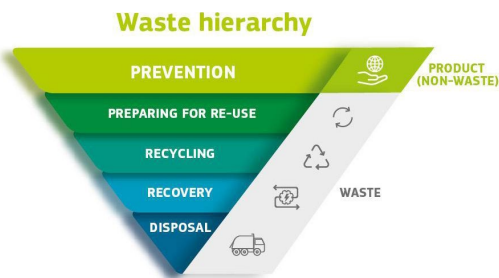 Waste hierarchy
PREVENTION
PRODUCT
(NON-WASTE)
PREPARING FOR RE-USE
RECYCLING
RECOVERY
WASTE
DISPOSAL